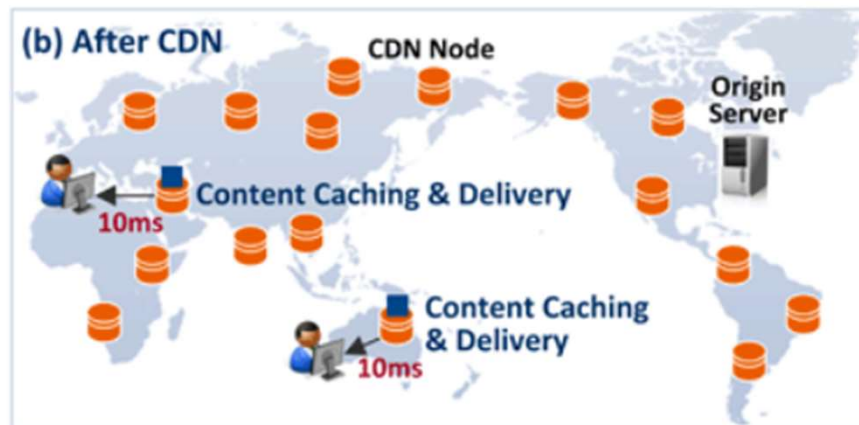 (b) After CDN
CDN Node
Origin
Server
Content Caching & Delivery
10ms
Content Caching
& Delivery
10ms